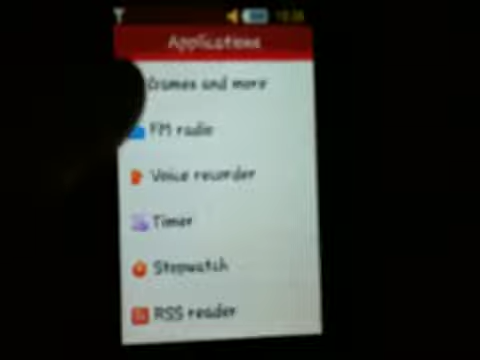 Applications
Games and more
FM radio
Voice recorder
Timer
Stopwatch
RSS reader